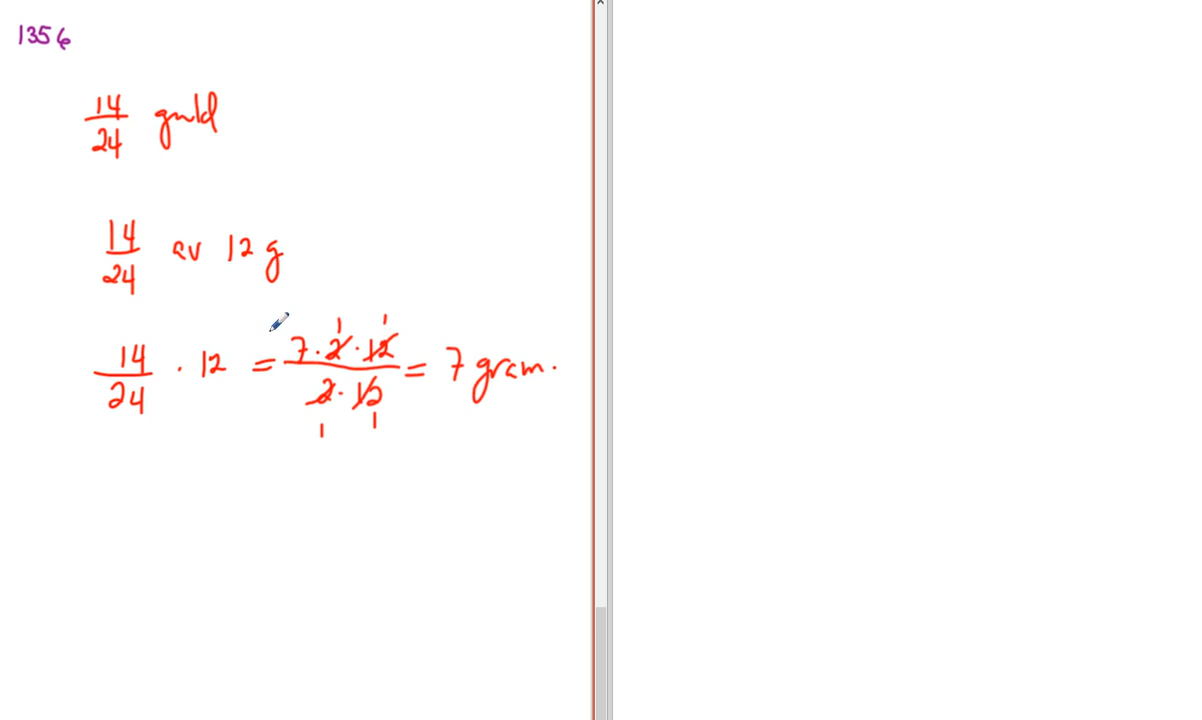 1356
14/24 guld
14/24 av 12 g
14/24 · 12 = 7·2·12/2·12 = 7 gram.